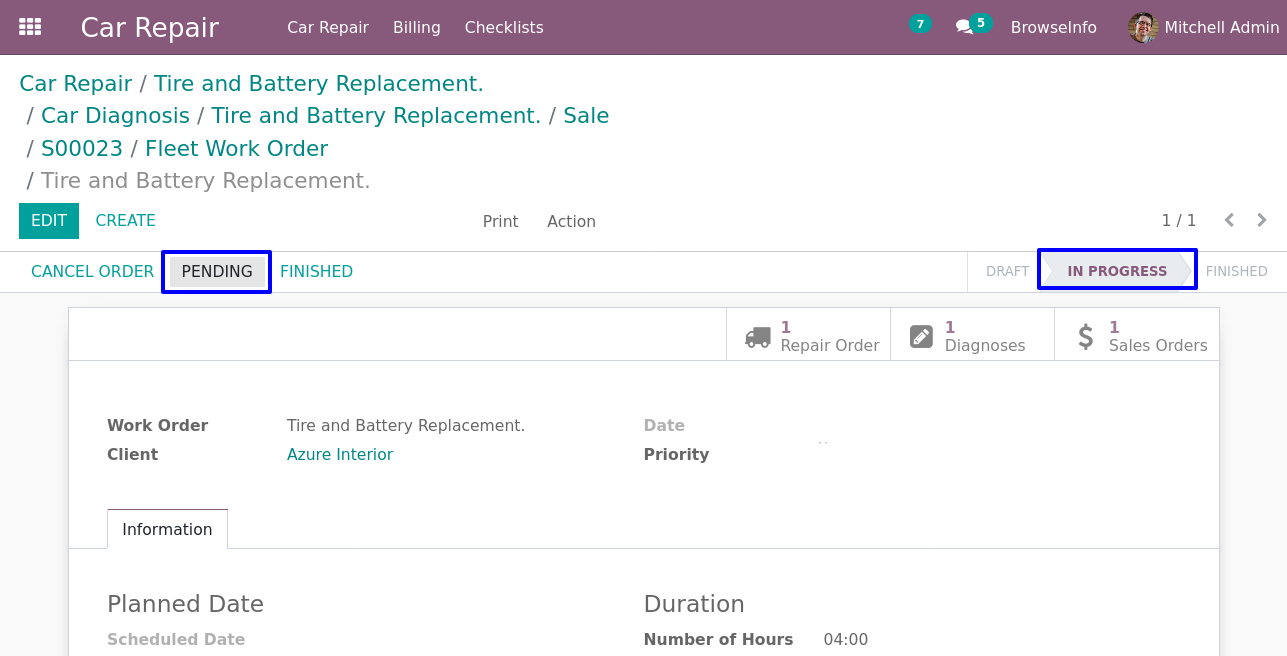 Car Repair Car Repair Billing Checklists 7 5 BrowseInfo Mitchell Admin
Car Repair / Tire and Battery Replacement.
/ Car Diagnosis / Tire and Battery Replacement. / Sale
/ S00023 / Fleet Work Order
/ Tire and Battery Replacement.
EDIT CREATE Print Action 1 / 1
CANCEL ORDER PENDING FINISHED DRAFT IN PROGRESS FINISHED
1 Repair Order 1 Diagnoses $ 1 Sales Orders
Work Order Tire and Battery Replacement. Date
Client Azure Interior Priority
Information
Planned Date Duration
Scheduled Date Number of Hours 04:00